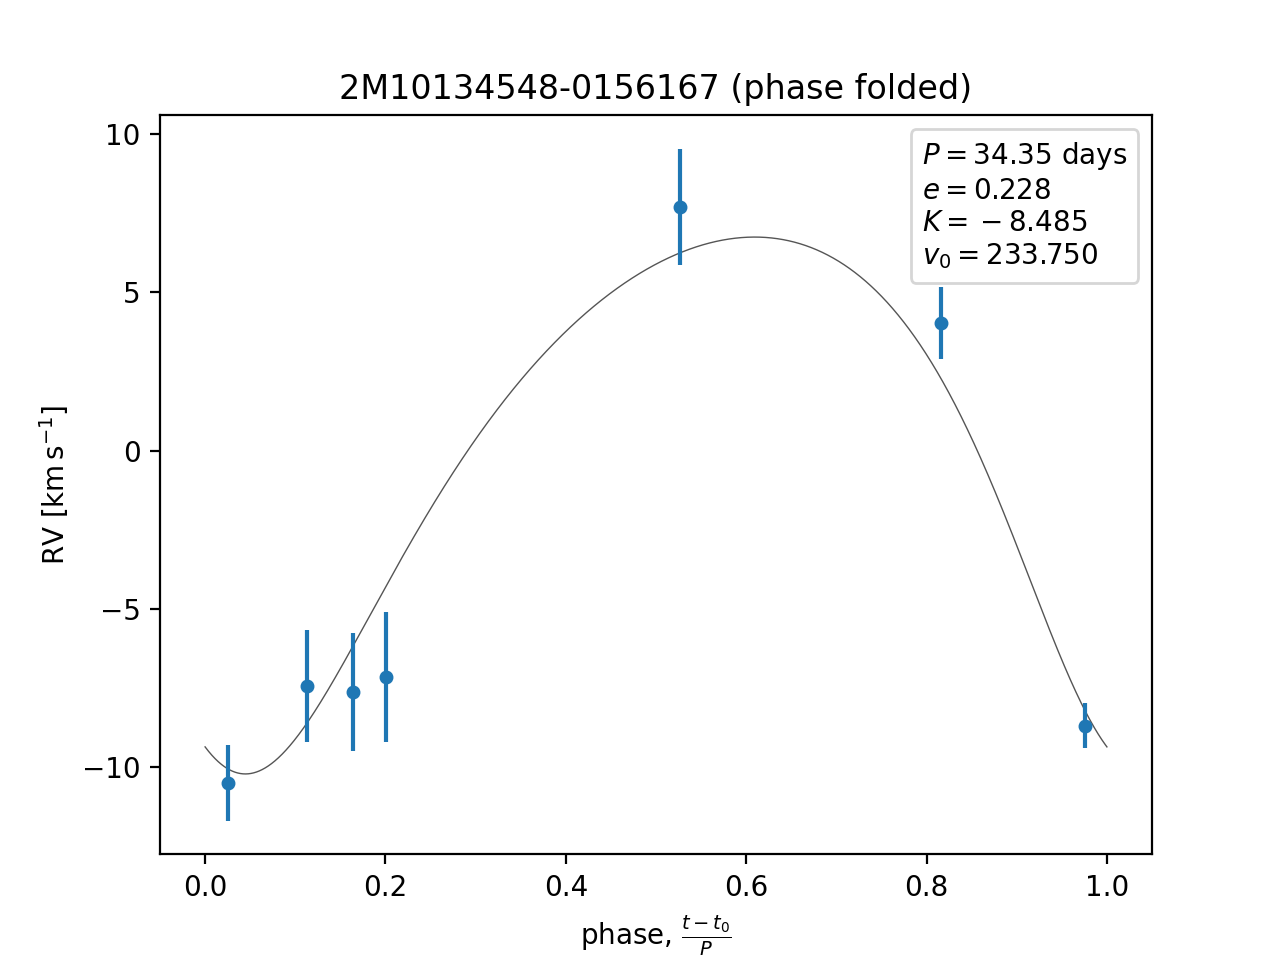 2M10134548-0156167 (phase folded)
P = 34.35 days
e = 0.228
K = −8.485
v₀ = 233.750
RV [km s⁻¹]
10
5
0
−5
−10
0.0 0.2 0.4 0.6 0.8 1.0
phase, (t − t₀)/P